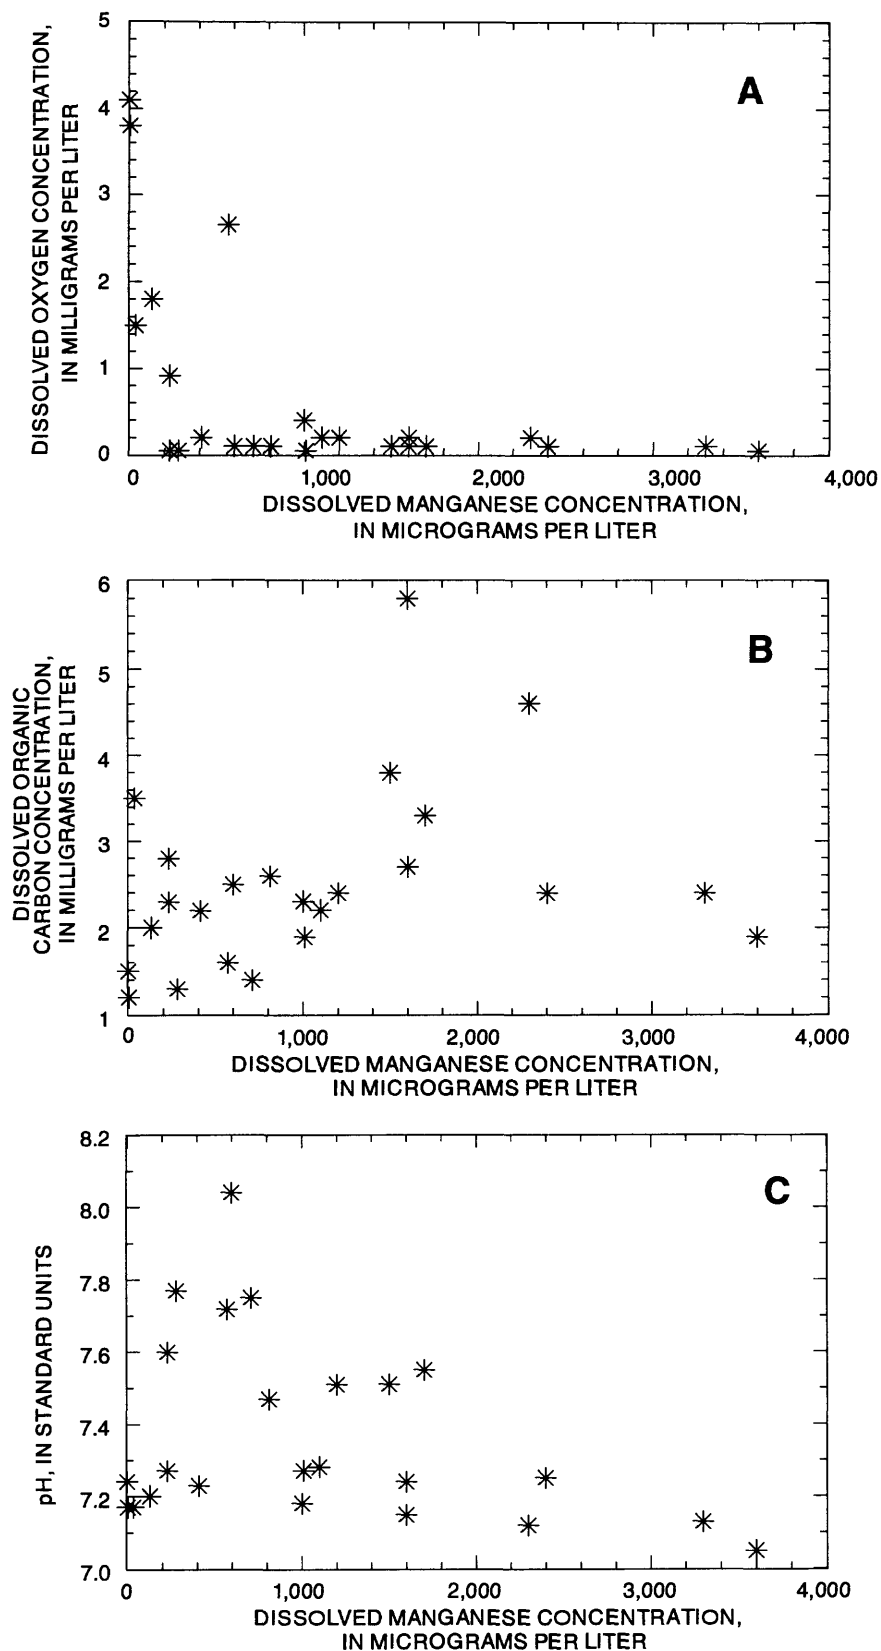 5
4
3
2
1
0
DISSOLVED OXYGEN CONCENTRATION,
IN MILLIGRAMS PER LITER
A
0 1,000 2,000 3,000 4,000
DISSOLVED MANGANESE CONCENTRATION,
IN MICROGRAMS PER LITER
6
5
4
3
2
1
DISSOLVED ORGANIC
CARBON CONCENTRATION,
IN MILLIGRAMS PER LITER
B
0 1,000 2,000 3,000 4,000
DISSOLVED MANGANESE CONCENTRATION,
IN MICROGRAMS PER LITER
8.2
8.0
7.8
7.6
7.4
7.2
7.0
pH, IN STANDARD UNITS
C
0 1,000 2,000 3,000 4,000
DISSOLVED MANGANESE CONCENTRATION,
IN MICROGRAMS PER LITER